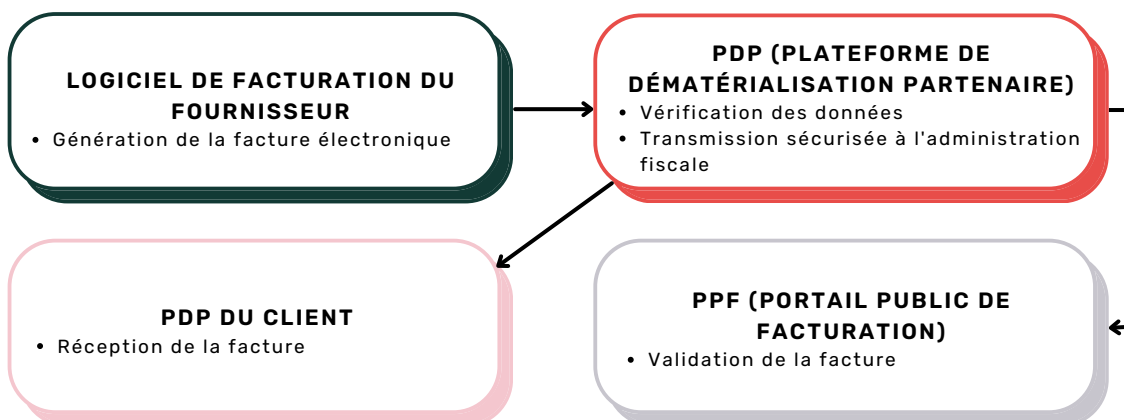 LOGICIEL DE FACTURATION DU
FOURNISSEUR
• Génération de la facture électronique
PDP (PLATEFORME DE
DÉMATÉRIALISATION PARTENAIRE)
• Vérification des données
• Transmission sécurisée à l'administration
fiscale
PDP DU CLIENT
• Réception de la facture
PPF (PORTAIL PUBLIC DE
FACTURATION)
• Validation de la facture